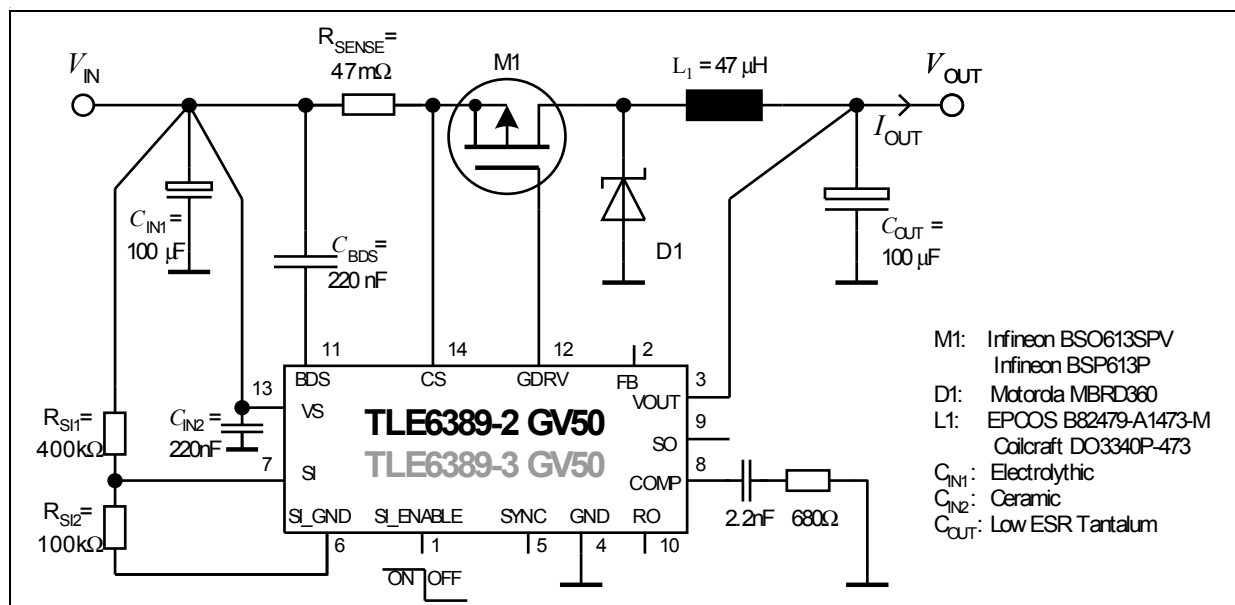 R_SENSE=
47mΩ
M1
L₁ = 47 µH
V_IN
V_OUT
I_OUT
C_IN1 =
100 µF
C_BDS=
220 nF
D1
C_OUT =
100 µF
11
14
12
2
BDS
CS
GDRV
FB
13
VS
3
VOUT
TLE6389-2 GV50
9
SO
C_IN2=
220nF
R_SI1=
400kΩ
TLE6389-3 GV50
7
SI
8
COMP
2.2nF
680Ω
R_SI2=
100kΩ
SI_GND
SI_ENABLE
SYNC
GND
RO
6
1
5
4
10
ON
OFF
M1: Infineon BSO613SPV
Infineon BSP613P
D1: Motorola MBRD360
L1: EPCOS B82479-A1473-M
Coilcraft DO3340P-473
C_IN1: Electrolythic
C_IN2: Ceramic
C_OUT: Low ESR Tantalum